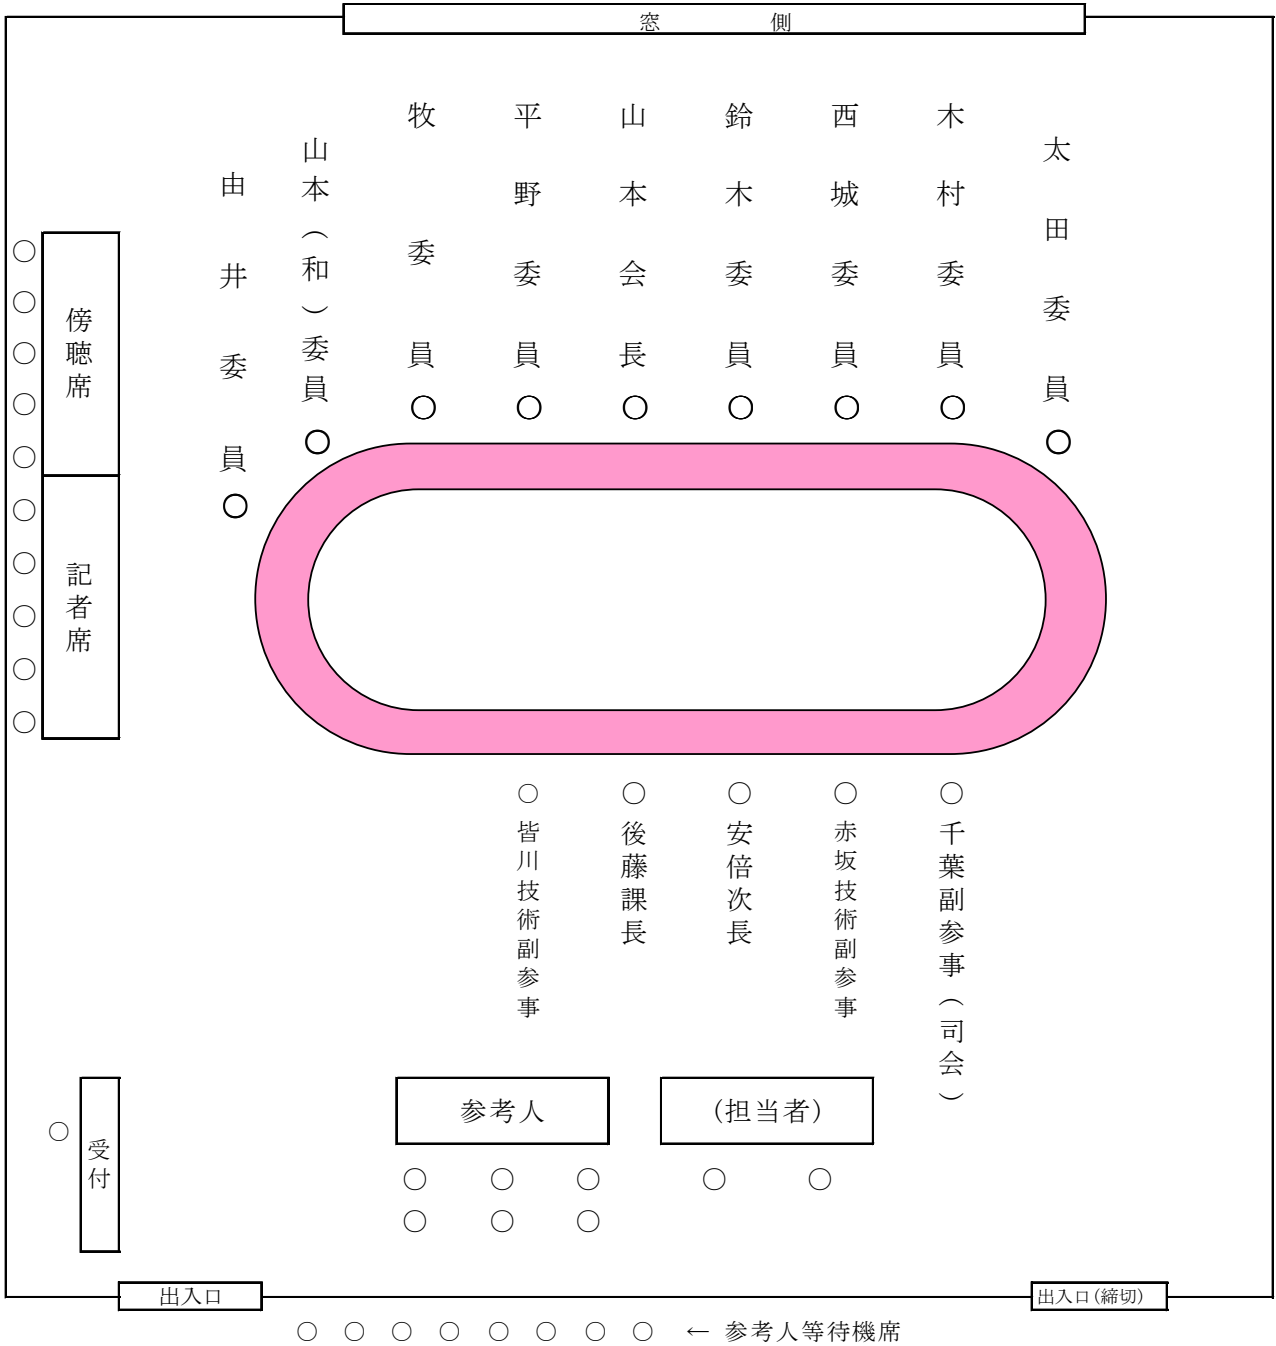 窓側
由井委員
山本(和)委員
牧委員
平野委員
山本会長
鈴木委員
西城委員
木村委員
太田委員
傍聴席
記者席
皆川技術副参事
後藤課長
安倍次長
赤坂技術副参事
千葉副参事(司会)
参考人
(担当者)
受付
出入口
出入口(締切)
← 参考人等待機席